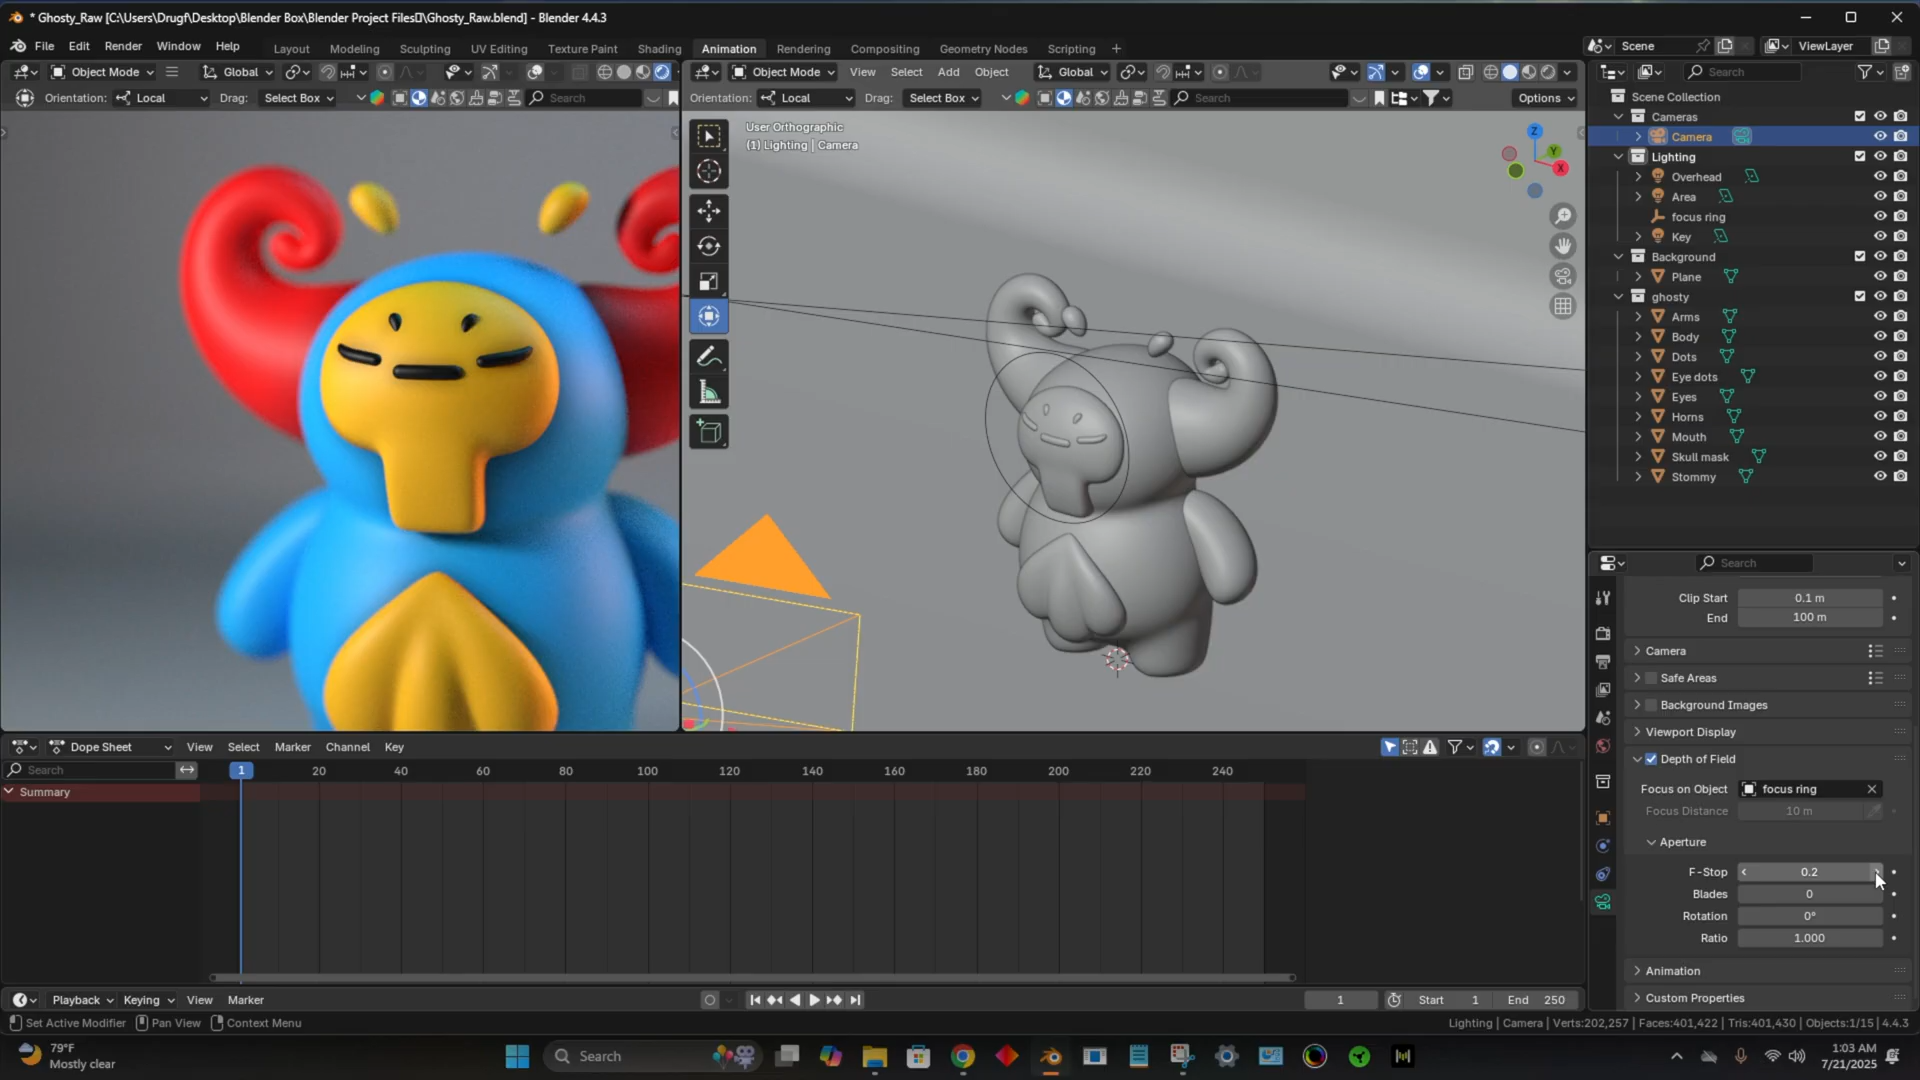 * Ghosty_Raw [C:\Users\Drugf\Desktop\Blender Box\Blender Project Files\Ghosty_Raw.blend] - Blender 4.4.3
File Edit Render Window Help
Layout Modeling Sculpting UV Editing Texture Paint Shading Animation Rendering Compositing Geometry Nodes Scripting +
Scene
ViewLayer
Object Mode
Global
Object Mode View Select Add Object
Global
Search
Orientation: Local Drag: Select Box
Search
Orientation: Local Drag: Select Box
Search
Options
User Orthographic
(1) Lighting | Camera
Z
Y
X
Scene Collection
Cameras
Camera
Lighting
Overhead
Area
focus ring
Key
Background
Plane
ghosty
Arms
Body
Dots
Eye dots
Eyes
Horns
Mouth
Skull mask
Stommy
Search
Clip Start 0.1 m
End 100 m
Camera
Safe Areas
Background Images
Viewport Display
Depth of Field
Focus on Object focus ring
Focus Distance 10 m
Aperture
F-Stop 0.2
Blades 0
Rotation 0°
Ratio 1.000
Animation
Custom Properties
Dope Sheet View Select Marker Channel Key
Search
1 20 40 60 80 100 120 140 160 180 200 220 240
Summary
Playback Keying View Marker
1
Start 1
End 250
Set Active Modifier
Pan View
Context Menu
Lighting | Camera | Verts:202,257 | Faces:401,422 | Tris:401,430 | Objects:1/15 | 4.4.3
79°F
Mostly clear
Search
1:03 AM
7/21/2025